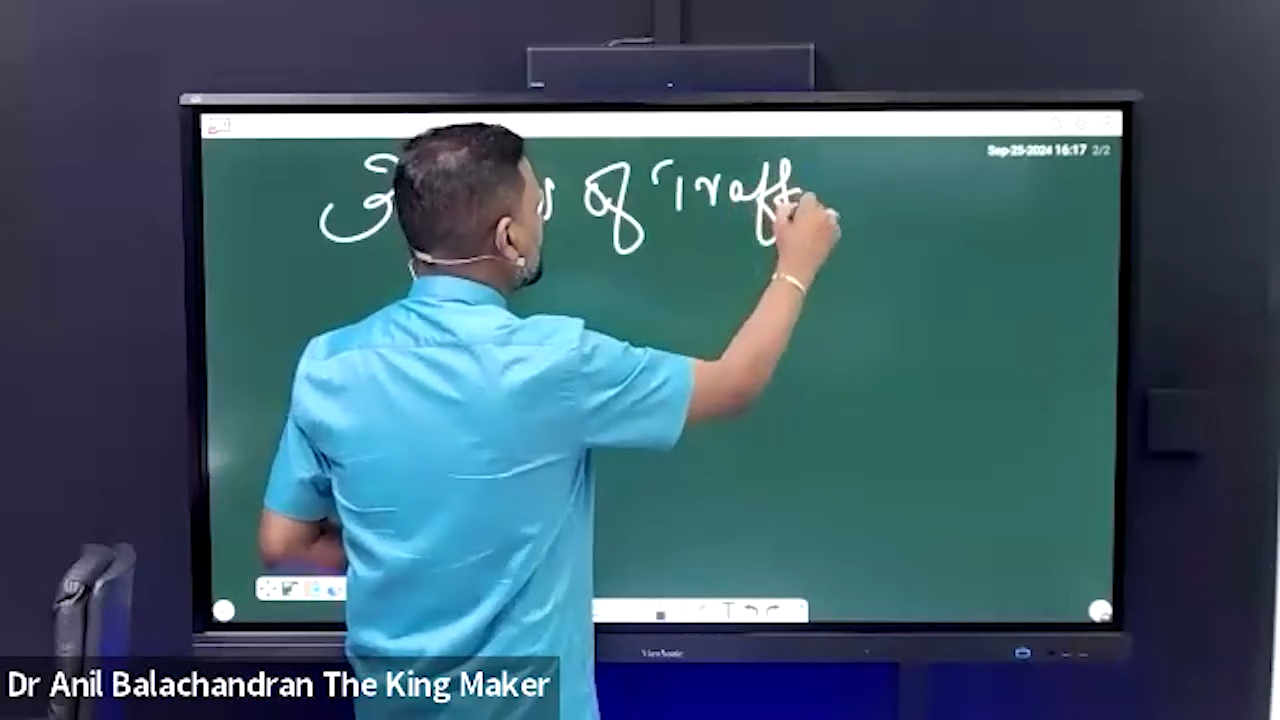 Sep-25-2024 16:17 2/2
of Traff
ViewSonic
Dr Anil Balachandran The King Maker